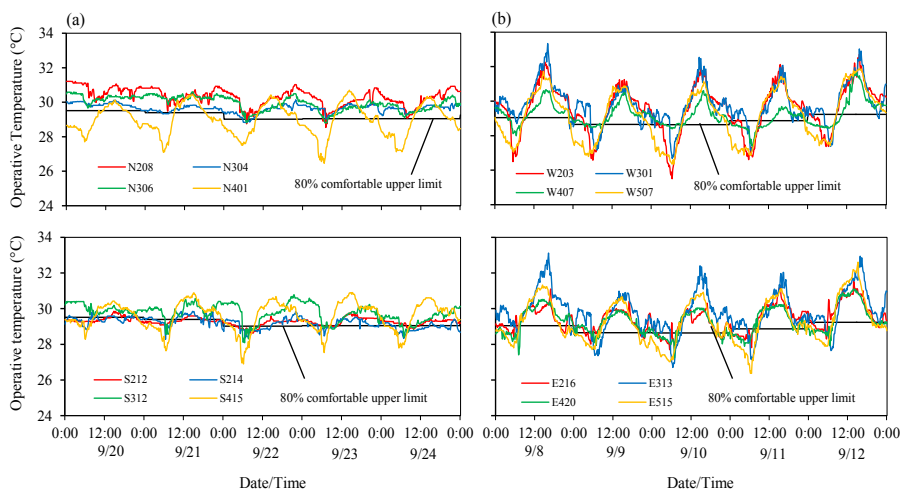 (a)
(b)
Operative Temperature (°C)
34
32
30
28
26
24
N208
N304
N306
N401
80% comfortable upper limit
W203
W301
W407
W507
80% comfortable upper limit
Operative temperature (°C)
34
32
30
28
26
24
S212
S214
S312
S415
80% comfortable upper limit
E216
E313
E420
E515
80% comfortable upper limit
0:00 12:00 0:00 12:00 0:00 12:00 0:00 12:00 0:00 12:00 0:00
9/20 9/21 9/22 9/23 9/24
Date/Time
0:00 12:00 0:00 12:00 0:00 12:00 0:00 12:00 0:00 12:00 0:00
9/8 9/9 9/10 9/11 9/12
Date/Time